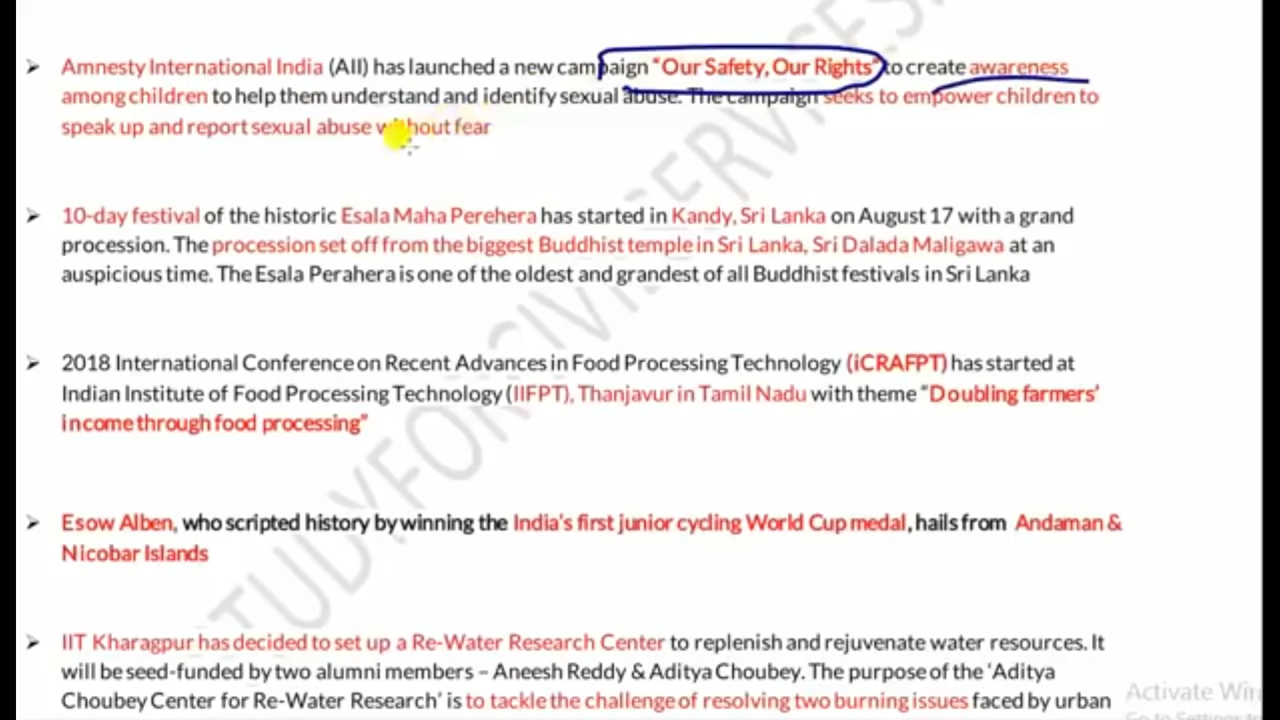 ➤ Amnesty International India (AII) has launched a new campaign "Our Safety, Our Rights" to create awareness
among children to help them understand and identify sexual abuse. The campaign seeks to empower children to
speak up and report sexual abuse without fear
➤ 10-day festival of the historic Esala Maha Perehera has started in Kandy, Sri Lanka on August 17 with a grand
procession. The procession set off from the biggest Buddhist temple in Sri Lanka, Sri Dalada Maligawa at an
auspicious time. The Esala Perahera is one of the oldest and grandest of all Buddhist festivals in Sri Lanka
➤ 2018 International Conference on Recent Advances in Food Processing Technology (iCRAFPT) has started at
Indian Institute of Food Processing Technology (IIFPT), Thanjavur in Tamil Nadu with theme "Doubling farmers'
income through food processing"
➤ Esow Alben, who scripted history by winning the India's first junior cycling World Cup medal, hails from Andaman &
Nicobar Islands
➤ IIT Kharagpur has decided to set up a Re-Water Research Center to replenish and rejuvenate water resources. It
will be seed-funded by two alumni members – Aneesh Reddy & Aditya Choubey. The purpose of the 'Aditya
Choubey Center for Re-Water Research' is to tackle the challenge of resolving two burning issues faced by urban
STUDYFORCIVILSERVICES
Activate Win